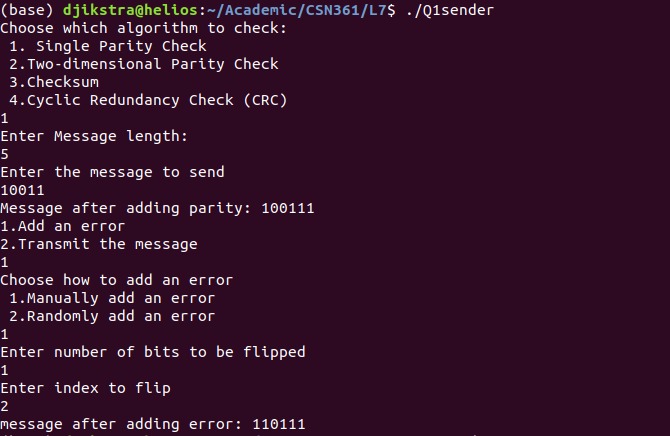 (base) djikstra@helios:~/Academic/CSN361/L7$ ./Q1sender
Choose which algorithm to check:
 1. Single Parity Check
 2.Two-dimensional Parity Check
 3.Checksum
 4.Cyclic Redundancy Check (CRC)
1
Enter Message length:
5
Enter the message to send
10011
Message after adding parity: 100111
1.Add an error
2.Transmit the message
1
Choose how to add an error
 1.Manually add an error
 2.Randomly add an error
1
Enter number of bits to be flipped
1
Enter index to flip
2
message after adding error: 110111